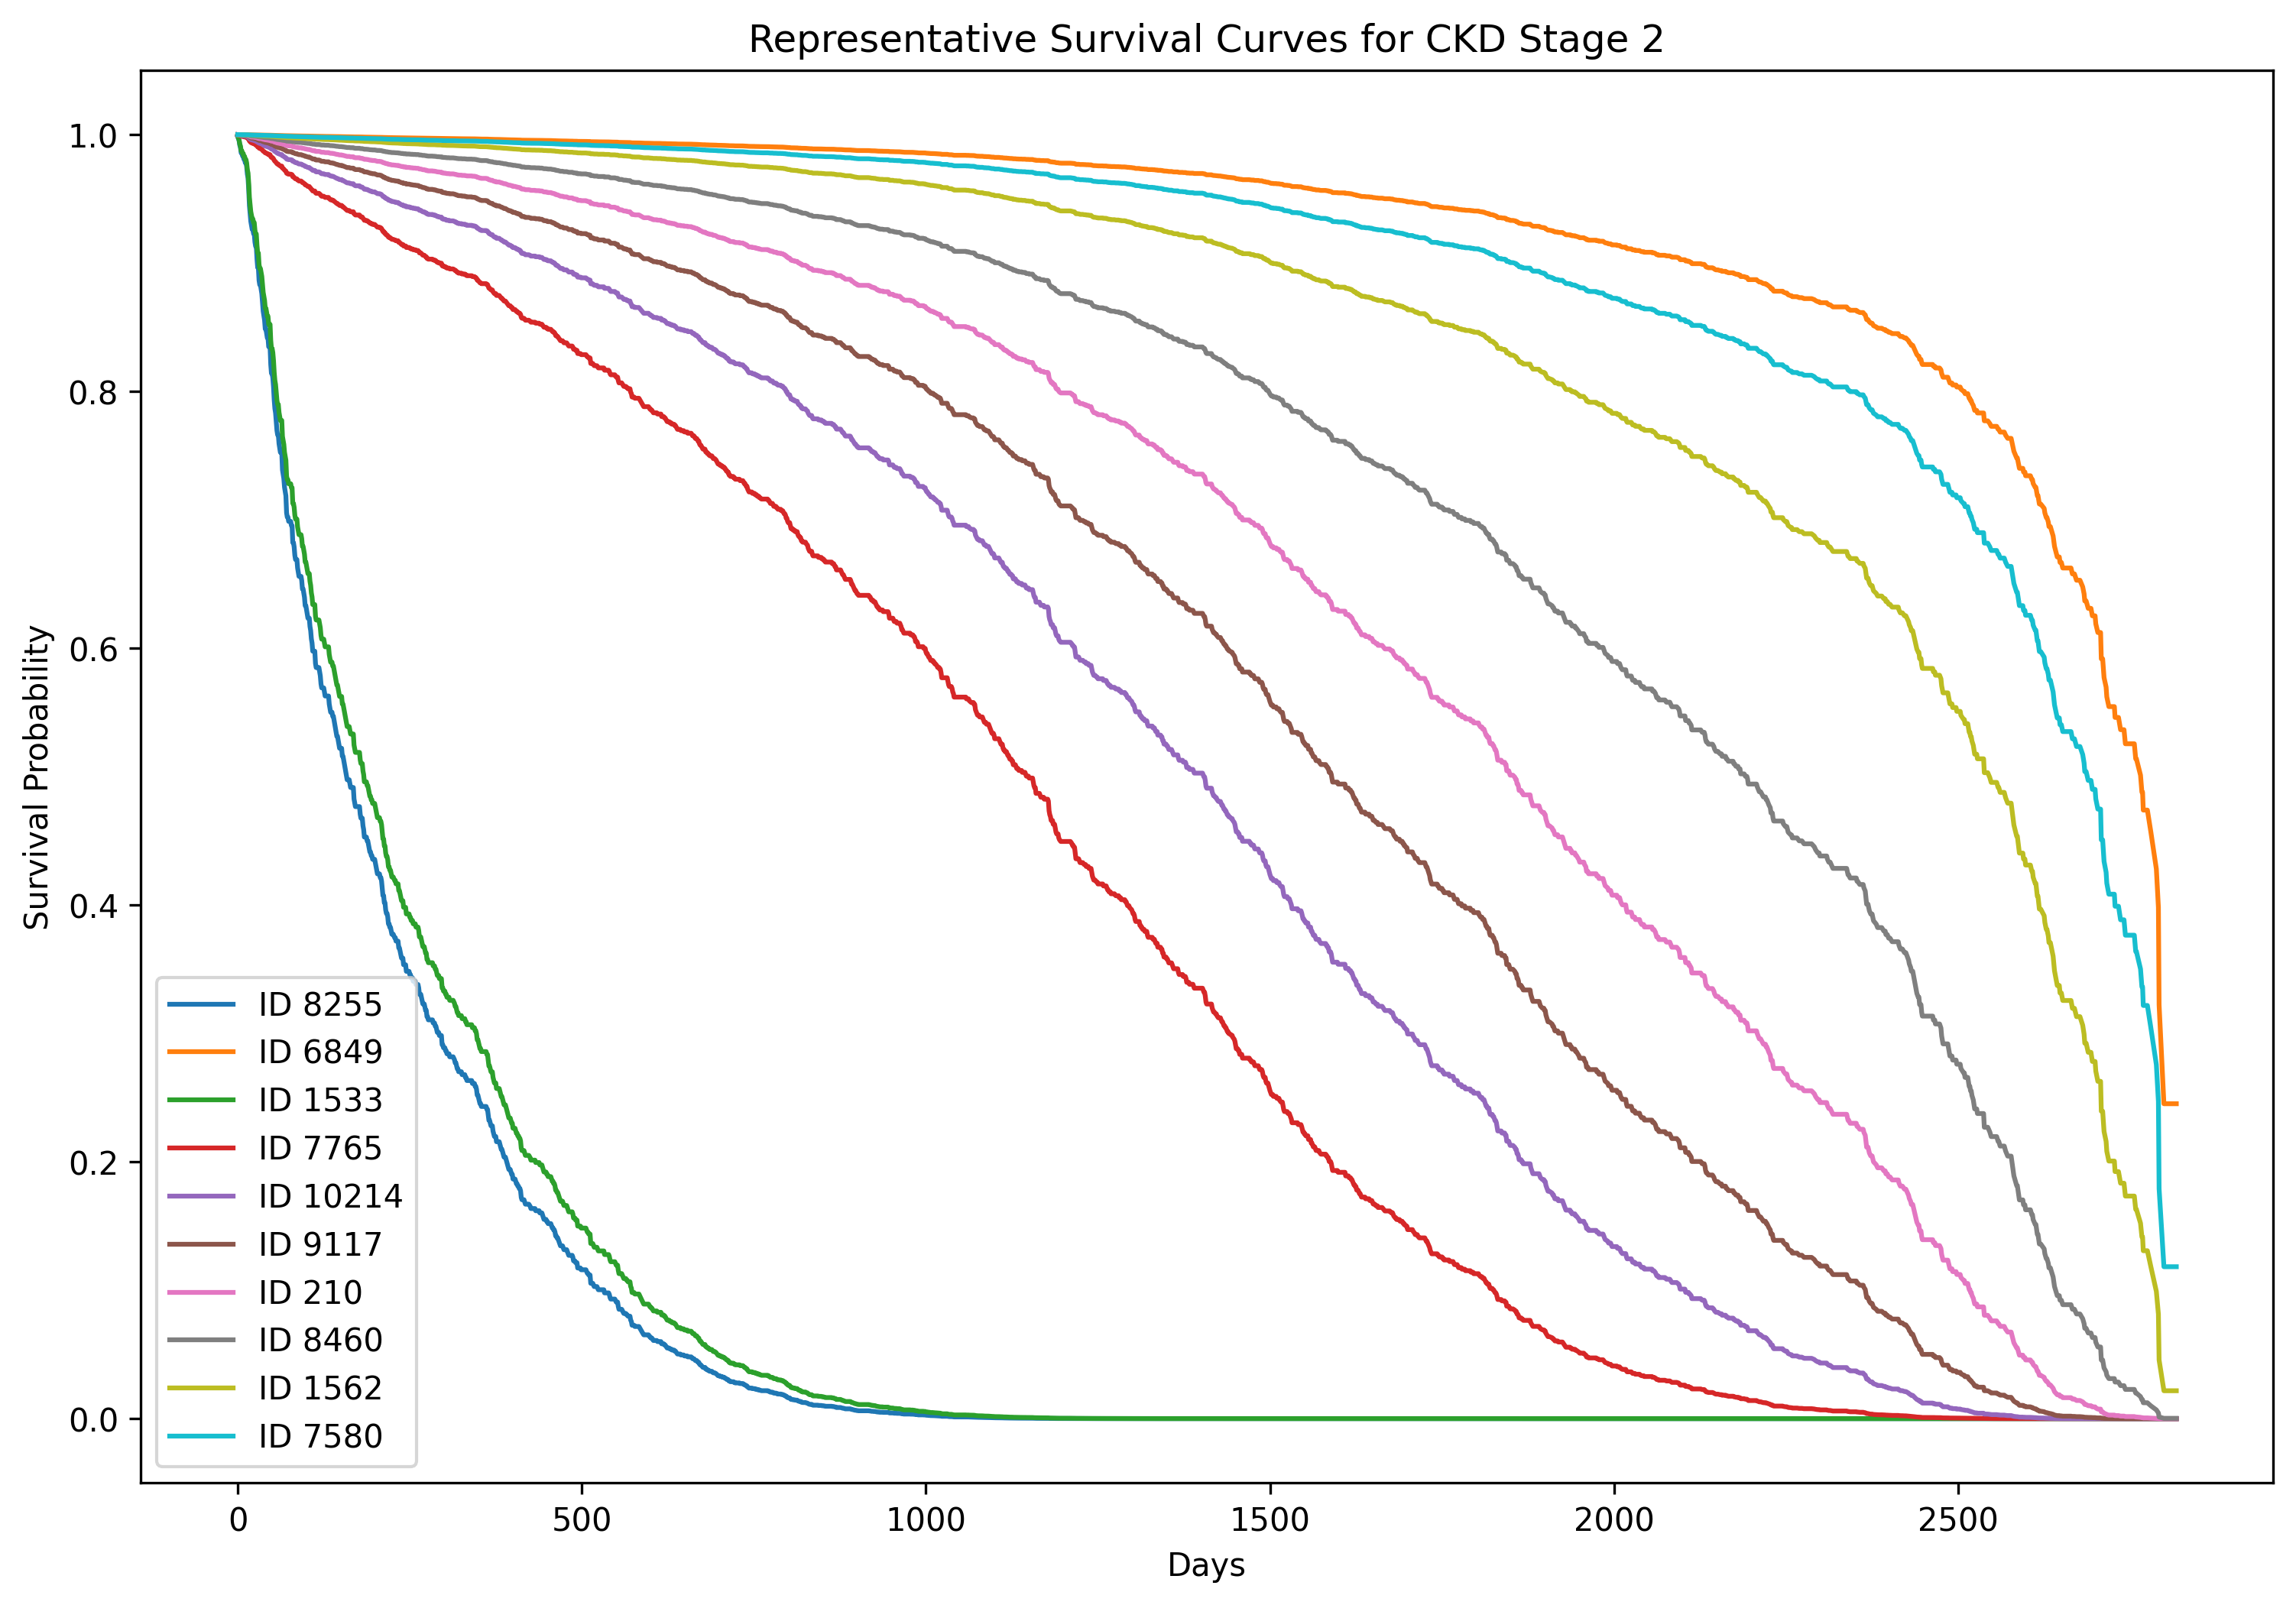 Representative Survival Curves for CKD Stage 2
Survival Probability
1.0
0.8
0.6
0.4
0.2
0.0
ID 8255
ID 6849
ID 1533
ID 7765
ID 10214
ID 9117
ID 210
ID 8460
ID 1562
ID 7580
0 500 1000 1500 2000 2500
Days